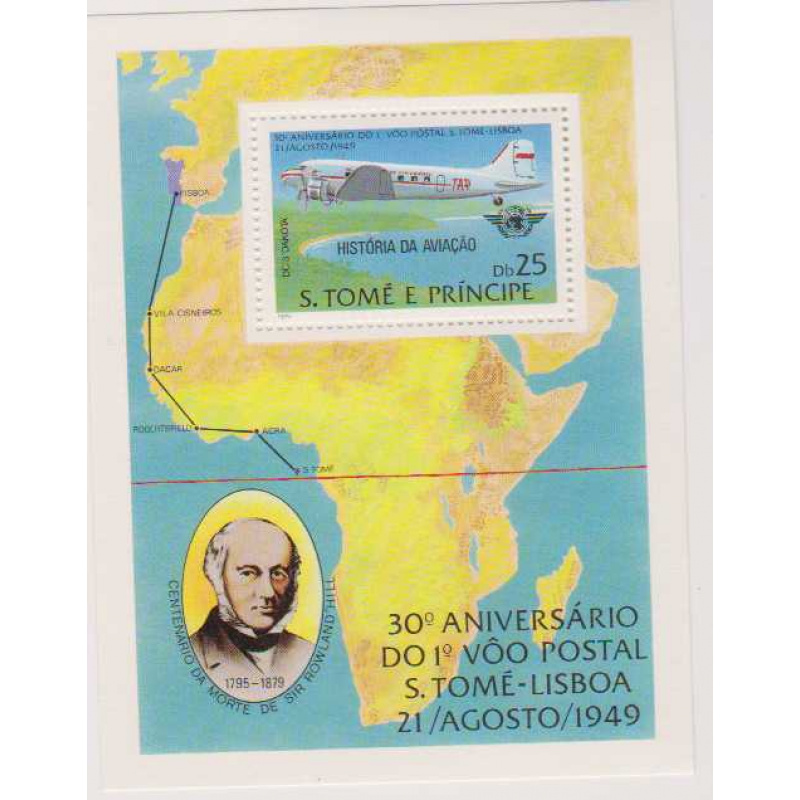 30º ANIVERSÁRIO DO 1º VÔO POSTAL S. TOMÉ-LISBOA
21/AGOSTO/1949
TAP
DC 3 DAKOTA
HISTÓRIA DA AVIAÇÃO
Db25
S. TOMÉ E PRÍNCIPE
LISBOA
VILA CISNEIROS
DACAR
ACRA
S. TOMÉ
CENTENÁRIO DA MORTE DE SIR ROWLAND HILL
1795-1879
30º ANIVERSÁRIO
DO 1º VÔO POSTAL
S. TOMÉ-LISBOA
21/AGOSTO/1949